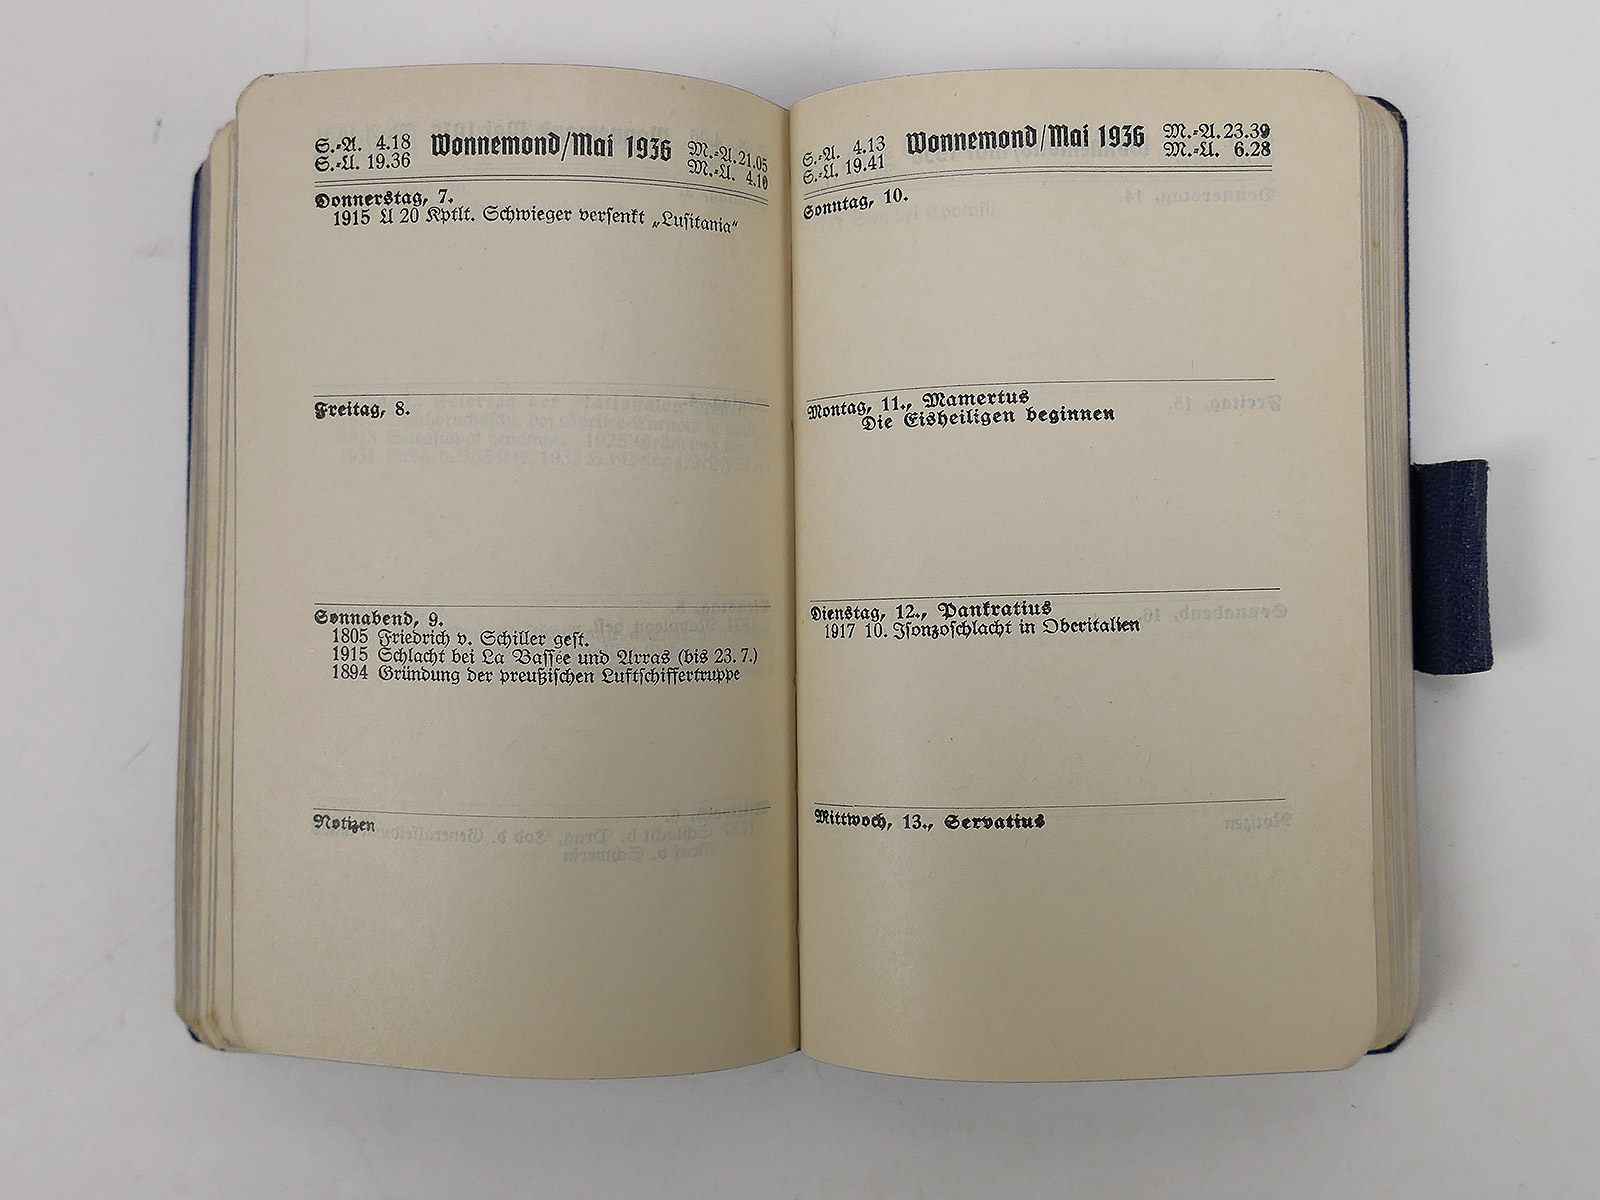 S.-A. 4.18 Wonnemond/Mai 1936 M.-A. 21.05
S.-U. 19.36 M.-U. 4.10
Donnerstag, 7.
1915 U 20 Kptlt. Schwieger versenkt „Lusitania“
Freitag, 8.
Sonnabend, 9.
1805 Friedrich v. Schiller gest.
1915 Schlacht bei La Bassée und Arras (bis 23. 7.)
1894 Gründung der preußischen Luftschiffertruppe
Notizen
S.-A. 4.13 Wonnemond/Mai 1936 M.-A. 23.39
S.-U. 19.41 M.-U. 6.28
Sonntag, 10.
Montag, 11., Mamertus
Die Eisheiligen beginnen
Dienstag, 12., Pankratius
1917 10. Isonzoschlacht in Oberitalien
Mittwoch, 13., Servatius